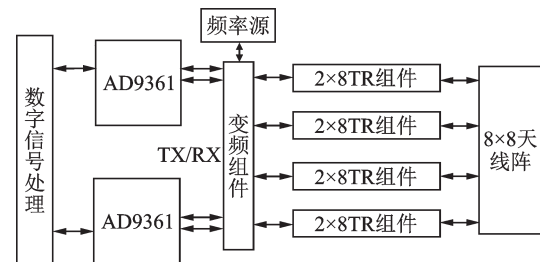 频率源
数字信号处理
AD9361
TX/RX
AD9361
变频组件
2×8TR组件
2×8TR组件
2×8TR组件
2×8TR组件
8×8天
线阵